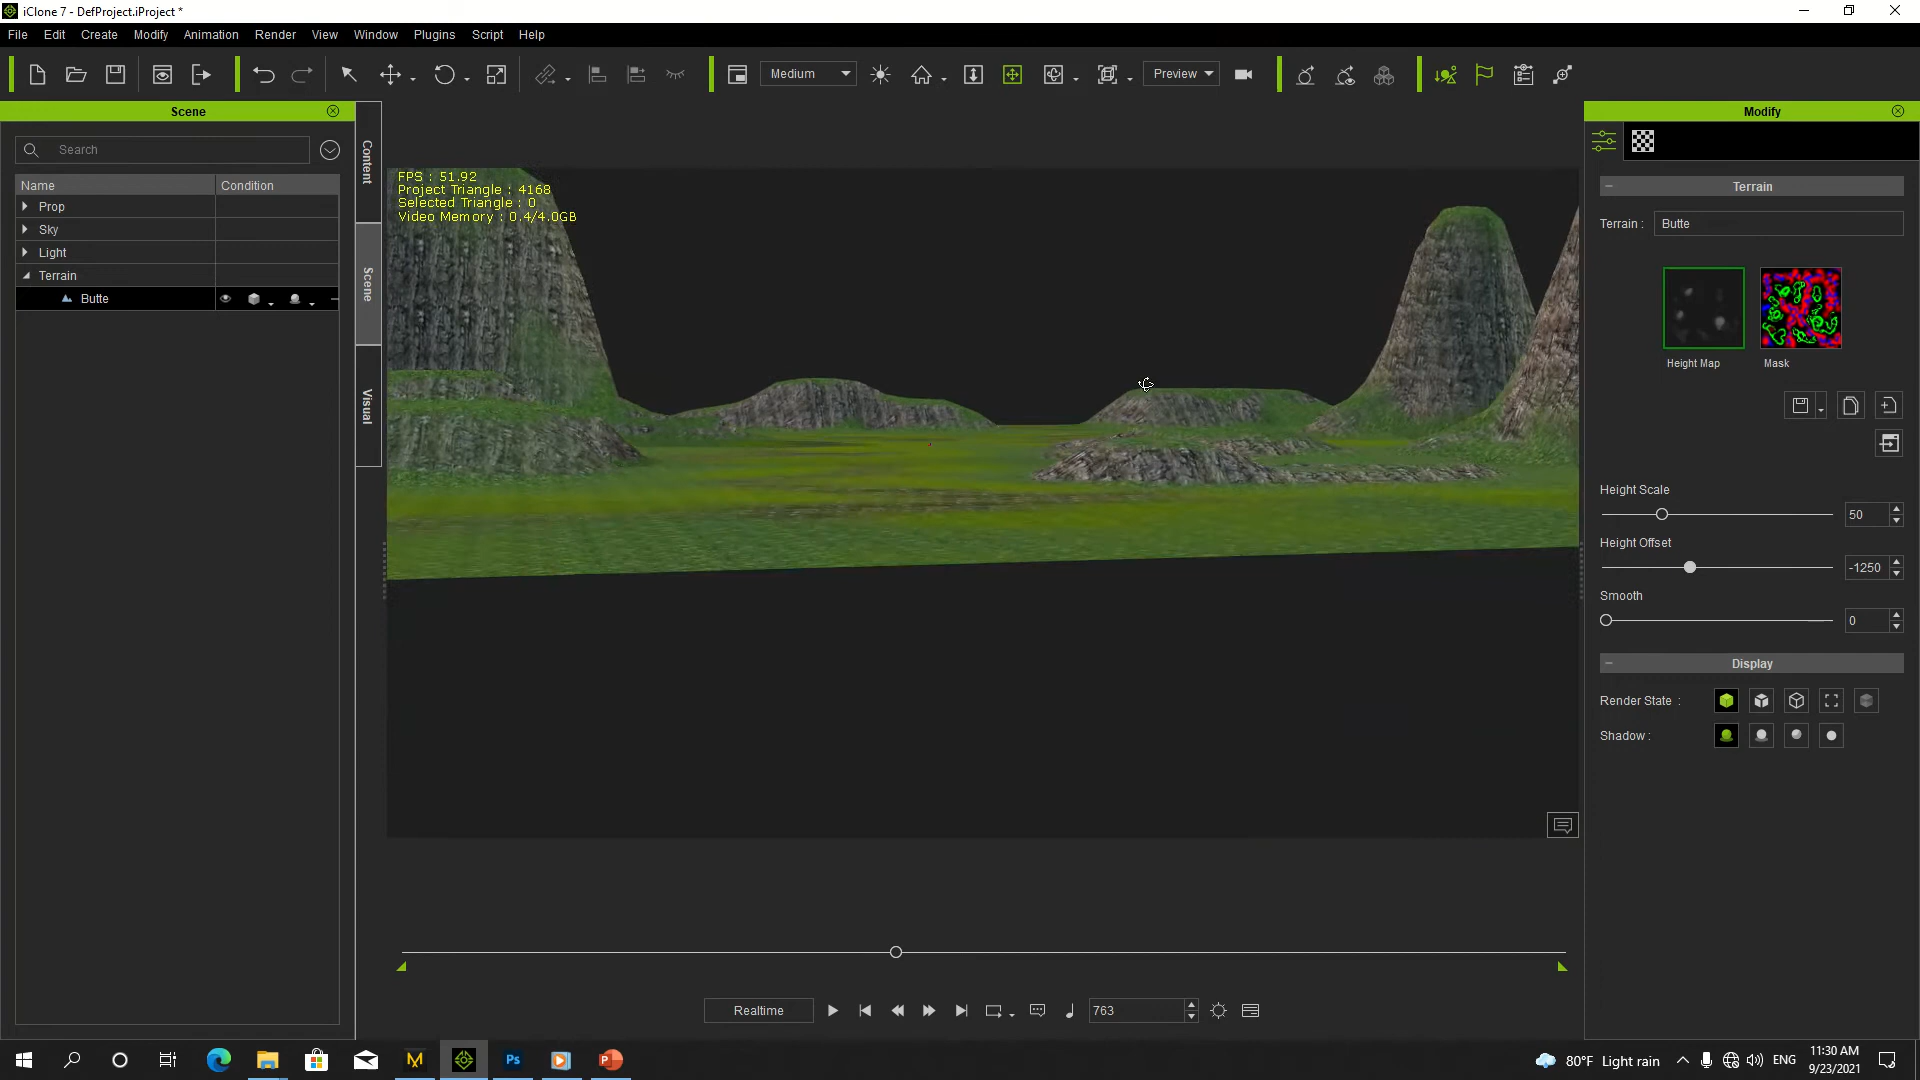 iClone 7 - DefProject.iProject *
File Edit Create Modify Animation Render View Window Plugins Script Help
Medium
Preview
Scene
Search
Name Condition
Prop
Sky
Light
Terrain
Butte
Content
Scene
Visual
FPS : 51.92
Project Triangle : 4168
Selected Triangle : 0
Video Memory : 0.4/4.0GB
Modify
Terrain
Terrain : Butte
Height Map Mask
Height Scale
50
Height Offset
-1250
Smooth
0
Display
Render State :
Shadow :
Realtime
763
Ps
80°F Light rain
ENG
11:30 AM
9/23/2021